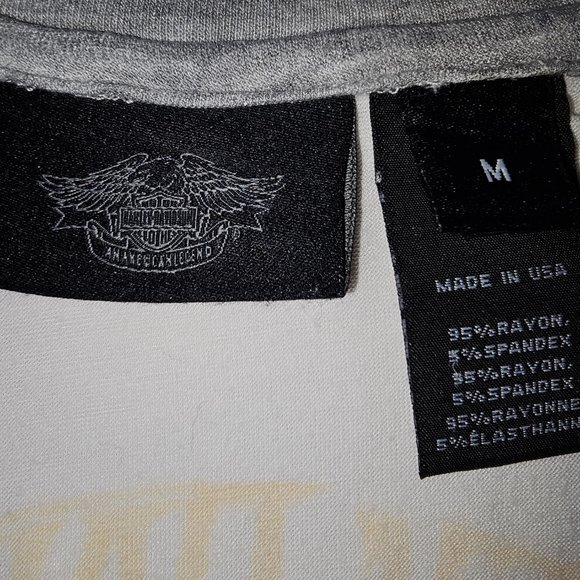 HARLEY-DAVIDSON
AN AMERICAN LEGEND
M
MADE IN USA
95%RAYON.
5%SPANDEX
95%RAYON.
5%SPANDEX
95%RAYONNE
5%ÉLASTHANN